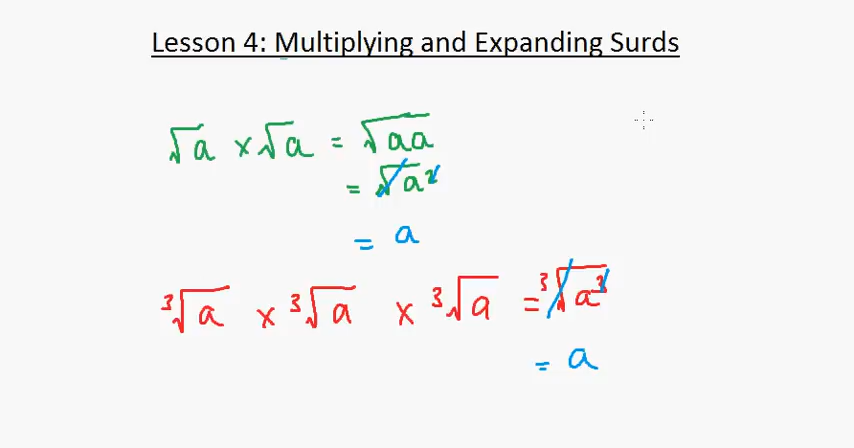 Lesson 4: Multiplying and Expanding Surds
√a × √a = √aa
= √a²
= a
³√a × ³√a × ³√a = ³√a³
= a